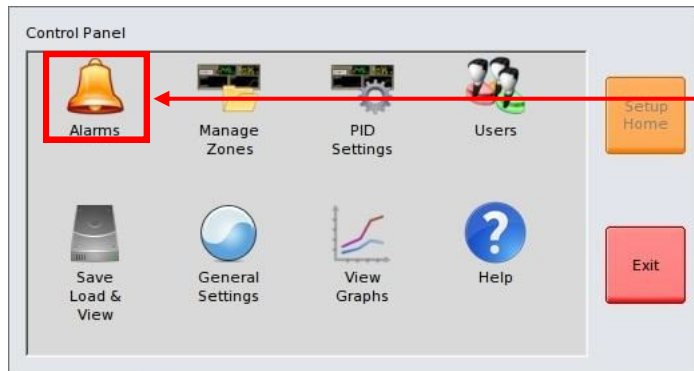 Control Panel
Alarms
Manage
Zones
PID
Settings
Users
Setup
Home
Save
Load &
View
General
Settings
View
Graphs
Help
Exit